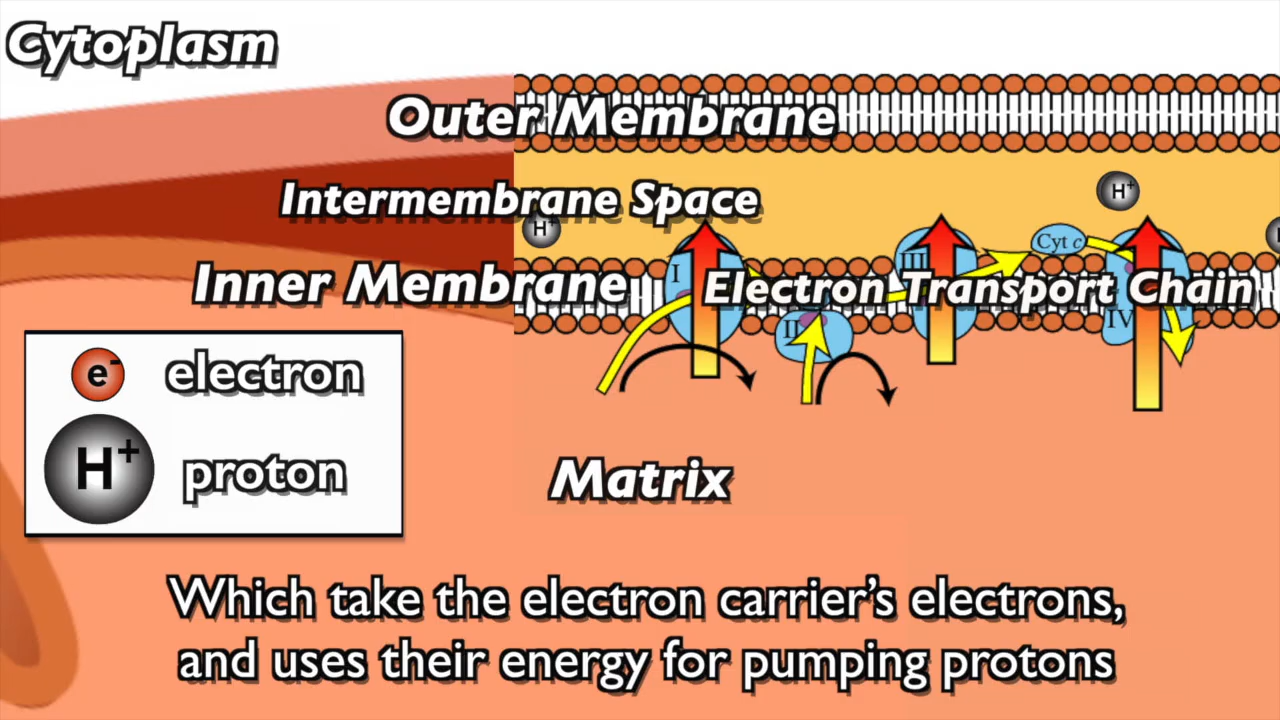 Cytoplasm
Outer Membrane
Intermembrane Space
H+
H+
H
Inner Membrane
I
II
III
Cyt c
IV
Electron Transport Chain
e- electron
H+ proton
Matrix
Which take the electron carrier's electrons,
and uses their energy for pumping protons